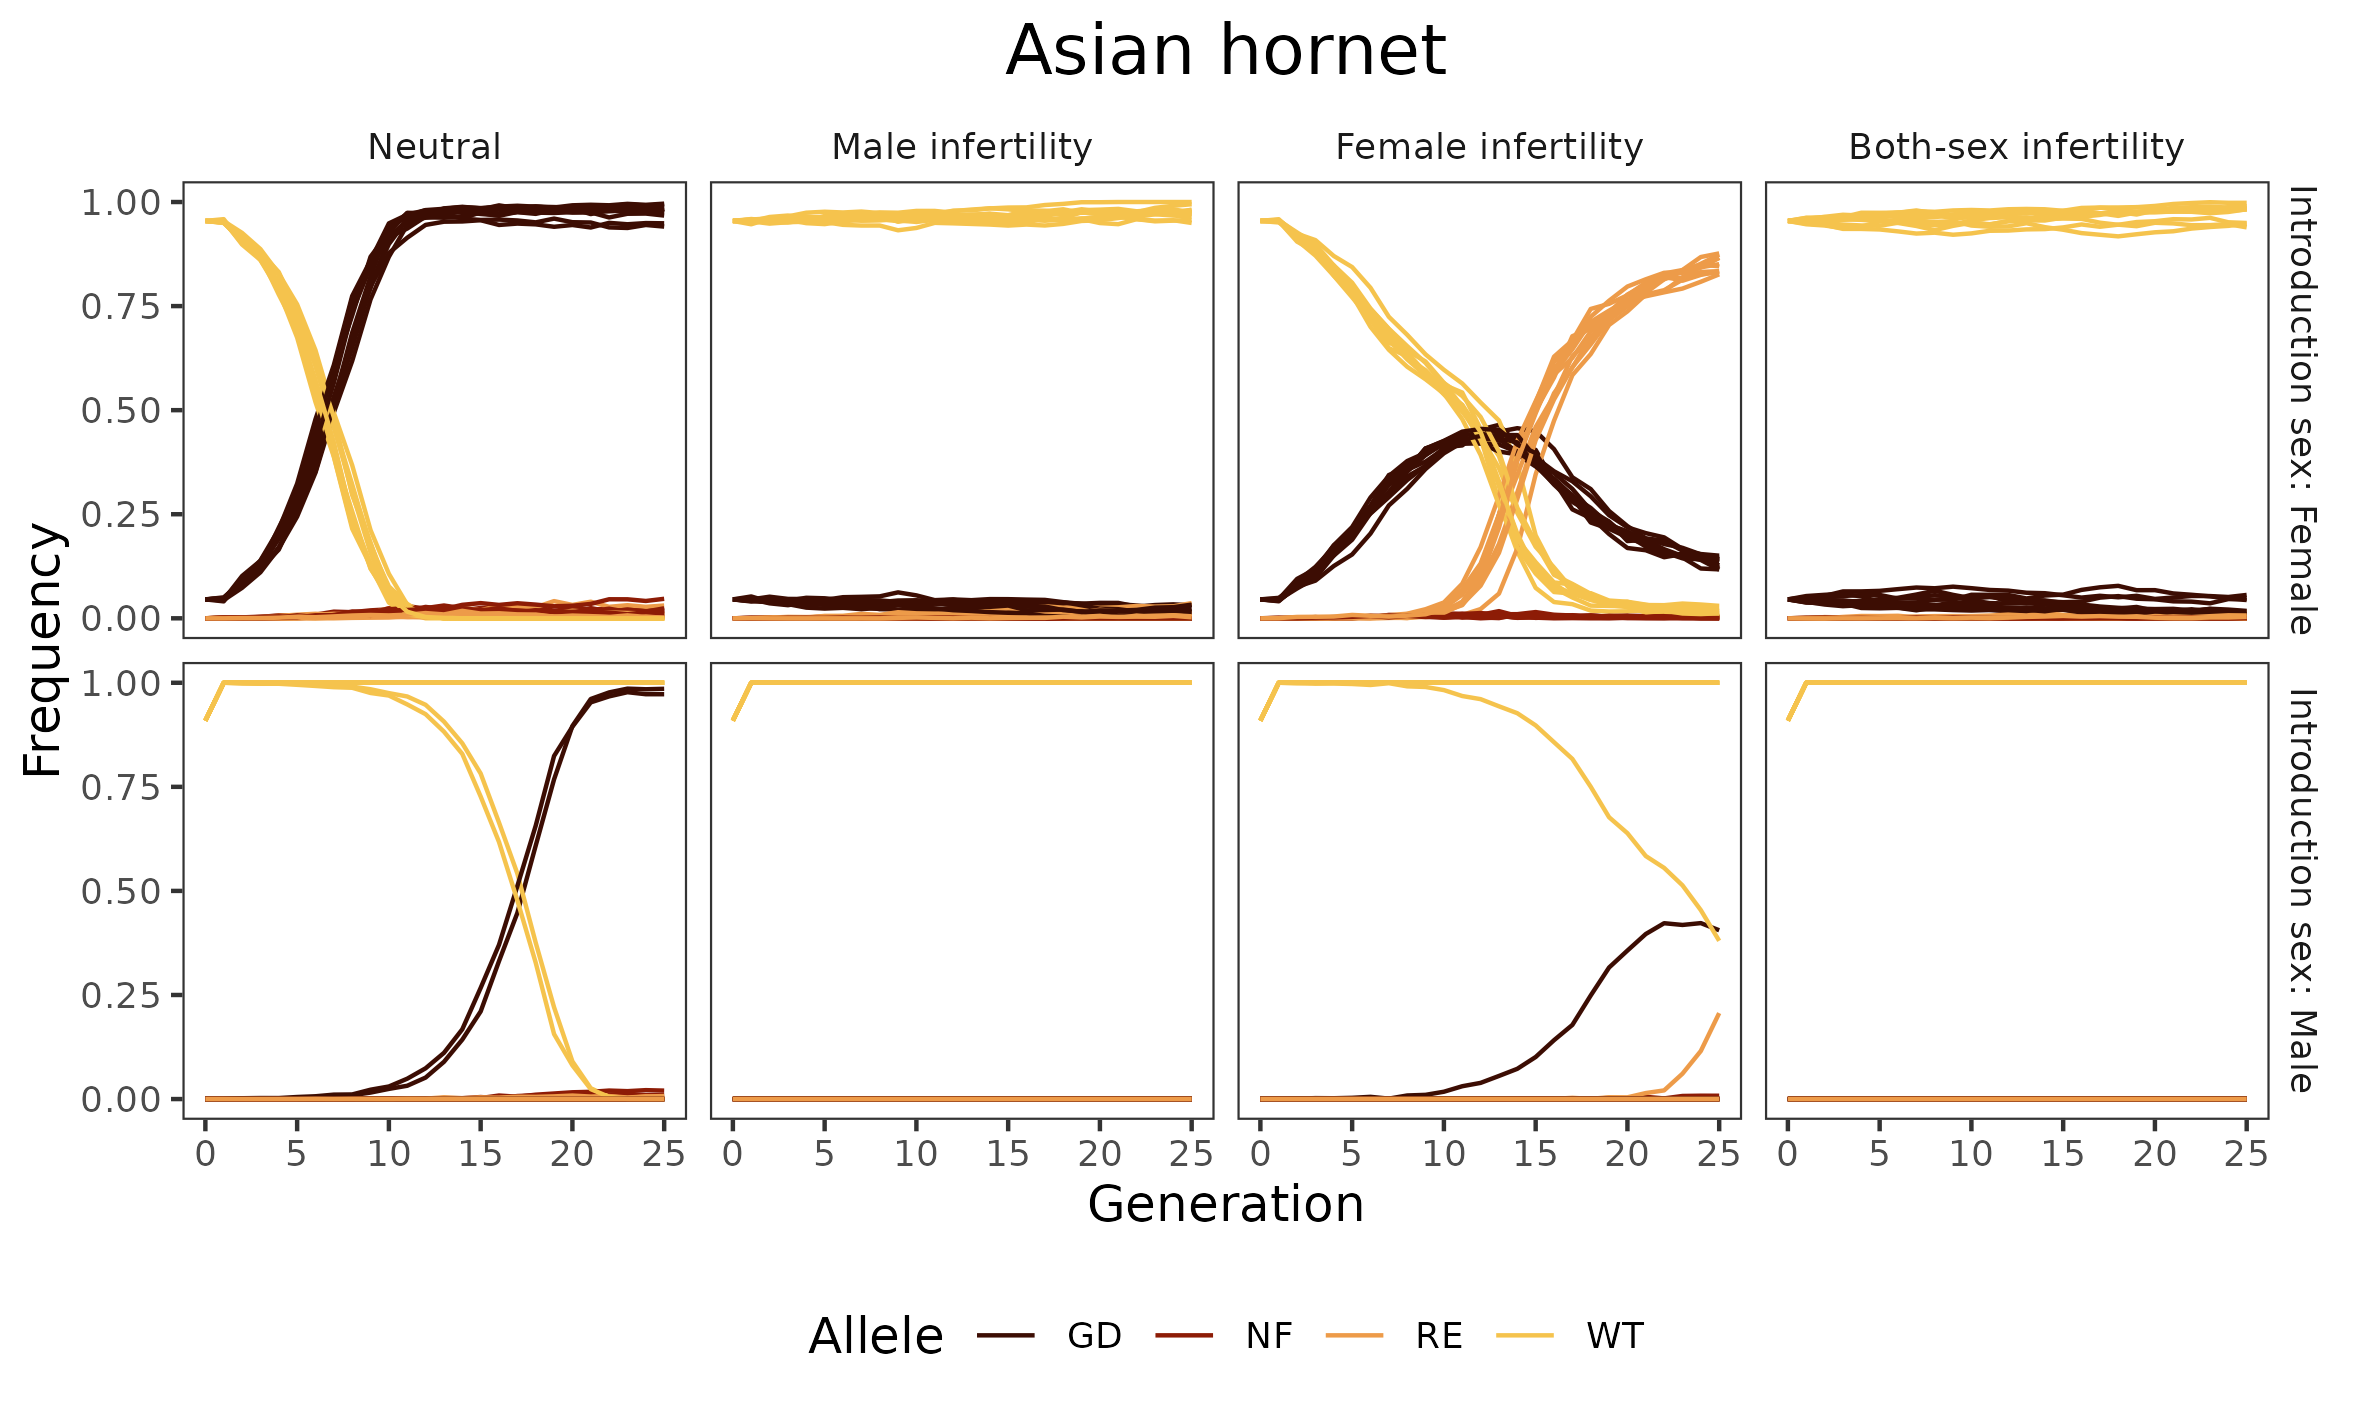 Asian hornet
Neutral
Male infertility
Female infertility
Both-sex infertility
1.00
0.75
0.50
0.25
0.00
Introduction sex: Female
1.00
0.75
0.50
0.25
0.00
Introduction sex: Male
Frequency
0 5 10 15 20 25
0 5 10 15 20 25
0 5 10 15 20 25
0 5 10 15 20 25
Generation
Allele GD NF RE WT